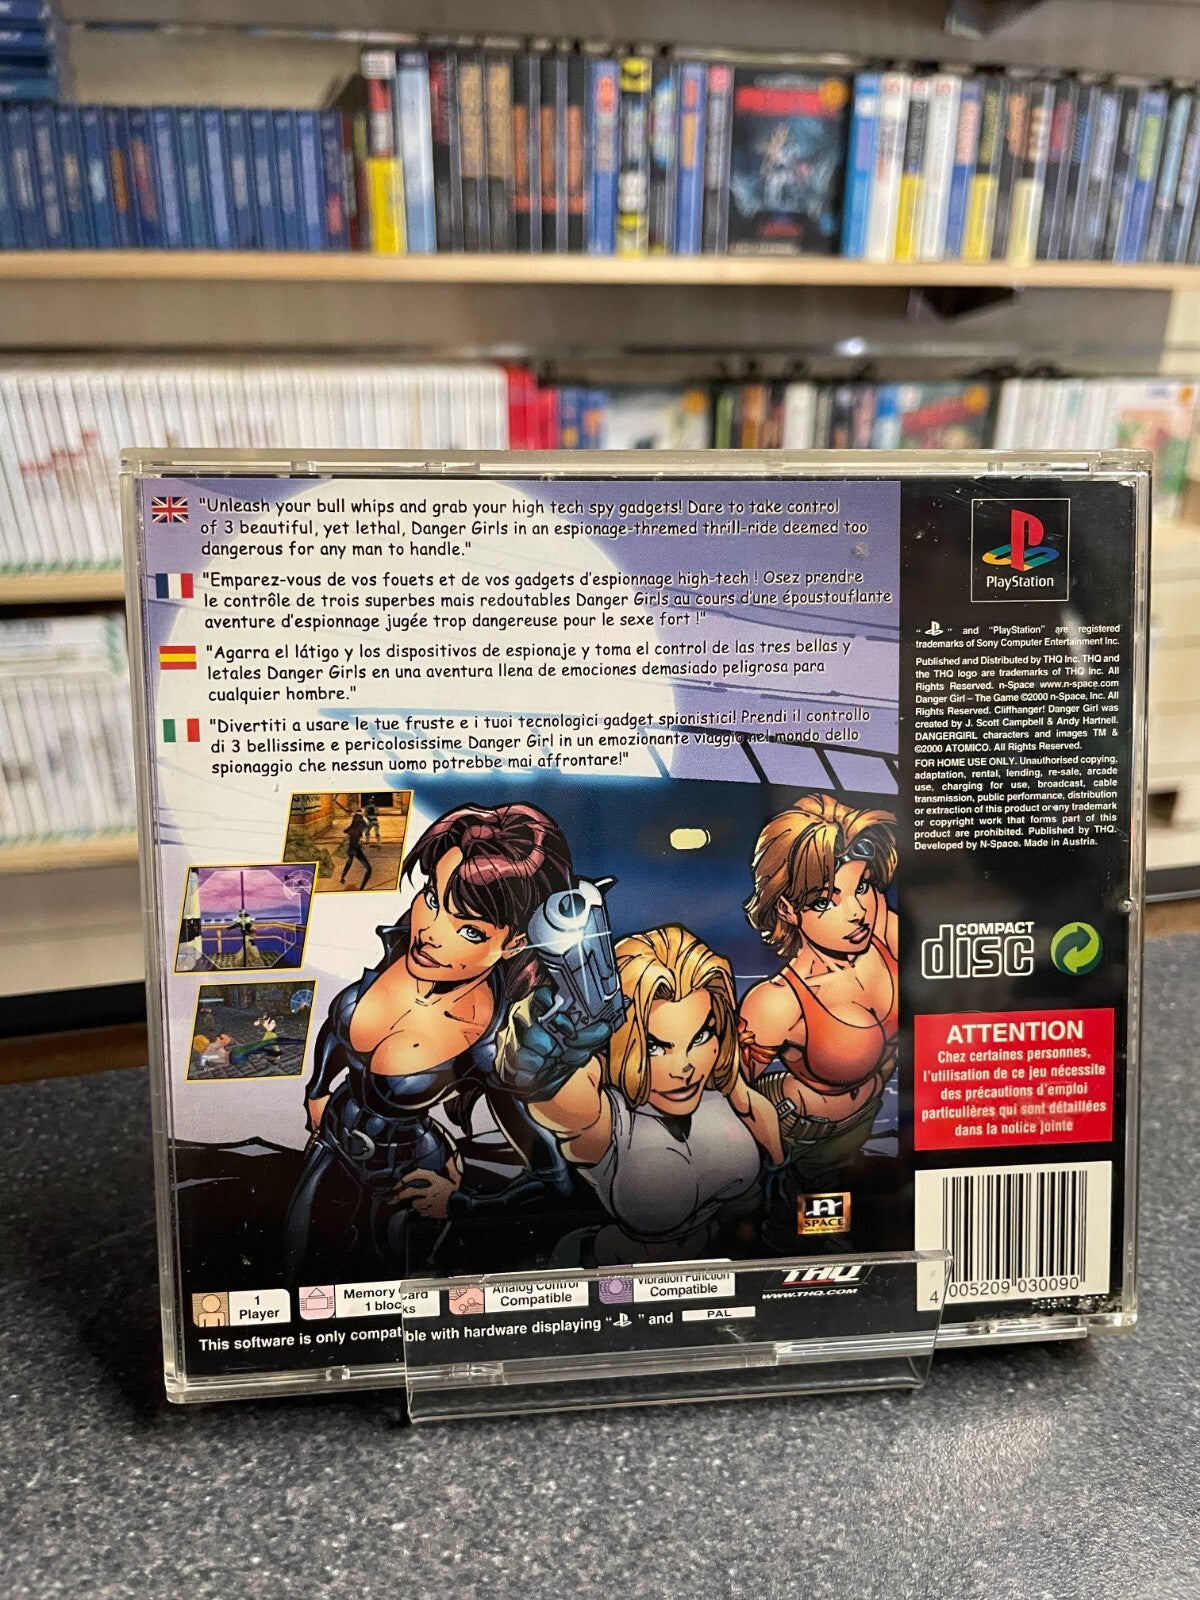 "Unleash your bull whips and grab your high tech spy gadgets! Dare to take control
of 3 beautiful, yet lethal, Danger Girls in an espionage-thremed thrill-ride deemed too
dangerous for any man to handle."
"Emparez-vous de vos fouets et de vos gadgets d'espionnage high-tech ! Osez prendre
le contrôle de trois superbes mais redoutables Danger Girls au cours d'une époustouflante
aventure d'espionnage jugée trop dangereuse pour le sexe fort !"
"Agarra el látigo y los dispositivos de espionaje y toma el control de las tres bellas y
letales Danger Girls en una aventura llena de emociones demasiado peligrosa para
cualquier hombre."
"Divertiti a usare le tue fruste e i tuoi tecnologici gadget spionistici! Prendi il controllo
di 3 bellissime e pericolosissime Danger Girl in un emozionante viaggio nel mondo dello
spionaggio che nessun uomo potrebbe mai affrontare!"
PlayStation
" " and "PlayStation" are registered
trademarks of Sony Computer Entertainment Inc.
Published and Distributed by THQ Inc. THQ and
the THQ logo are trademarks of THQ Inc. All
Rights Reserved. n-Space www.n-space.com
Danger Girl – The Game ©2000 n-Space, Inc. All
Rights Reserved. Cliffhanger! Danger Girl was
created by J. Scott Campbell & Andy Hartnell.
DANGERGIRL characters and images TM &
©2000 ATOMICO. All Rights Reserved.
FOR HOME USE ONLY. Unauthorised copying,
adaptation, rental, lending, re-sale, arcade
use, charging for use, broadcast, cable
transmission, public performance, distribution
or extraction of this product or any trademark
or copyright work that forms part of this
product are prohibited. Published by THQ.
Developed by N-Space. Made in Austria.
COMPACT
disc
ATTENTION
Chez certaines personnes,
l'utilisation de ce jeu nécessite
des précautions d'emploi
particulières qui sont détaillées
dans la notice jointe
n
SPACE
1
Player
Memory Card
1 blocks
Analog Control
Compatible
Vibration Function
Compatible
THQ
WWW.THQ.COM
4 005209 030090
This software is only compatible with hardware displaying " " and PAL